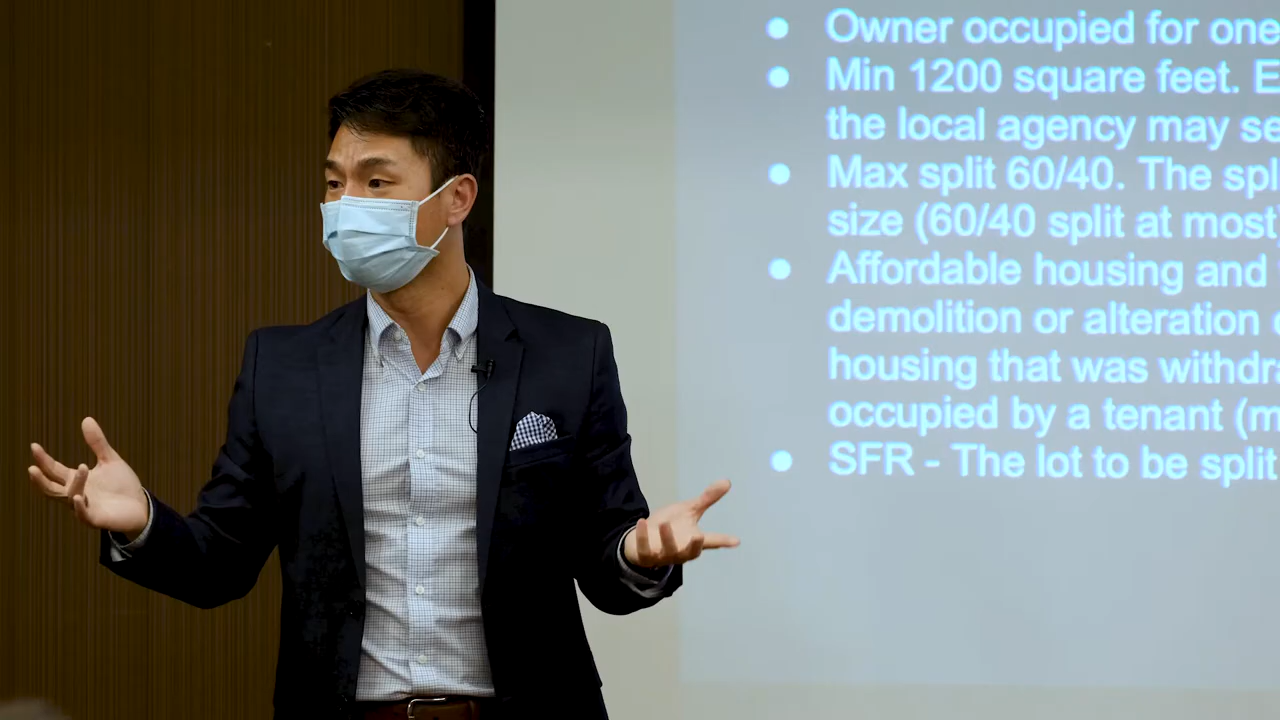 ● Owner occupied for one
● Min 1200 square feet. E
the local agency may se
● Max split 60/40. The spl
size (60/40 split at most)
● Affordable housing and
demolition or alteration
housing that was withdra
occupied by a tenant (m
● SFR - The lot to be split